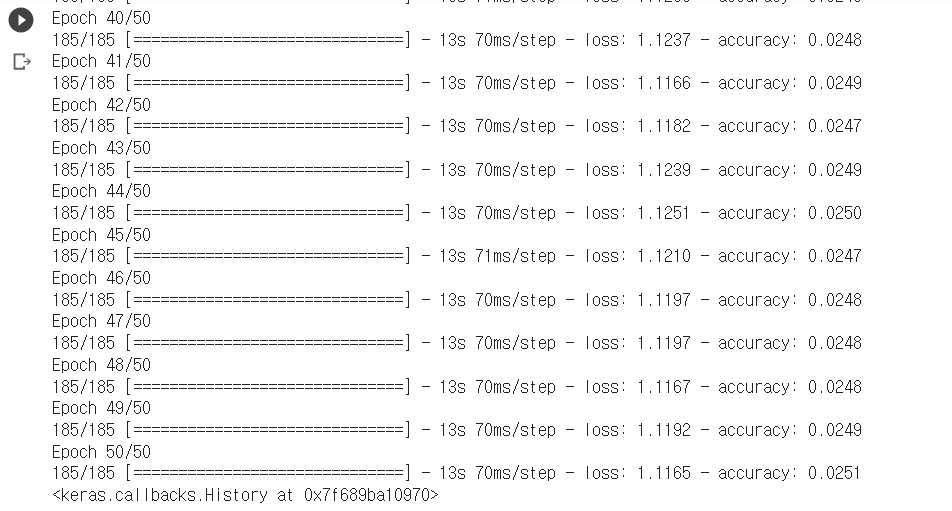 Epoch 40/50
185/185 [==============================] - 13s 70ms/step - loss: 1.1237 - accuracy: 0.0248
Epoch 41/50
185/185 [==============================] - 13s 70ms/step - loss: 1.1166 - accuracy: 0.0249
Epoch 42/50
185/185 [==============================] - 13s 70ms/step - loss: 1.1182 - accuracy: 0.0247
Epoch 43/50
185/185 [==============================] - 13s 70ms/step - loss: 1.1239 - accuracy: 0.0249
Epoch 44/50
185/185 [==============================] - 13s 70ms/step - loss: 1.1251 - accuracy: 0.0250
Epoch 45/50
185/185 [==============================] - 13s 71ms/step - loss: 1.1210 - accuracy: 0.0247
Epoch 46/50
185/185 [==============================] - 13s 70ms/step - loss: 1.1197 - accuracy: 0.0248
Epoch 47/50
185/185 [==============================] - 13s 70ms/step - loss: 1.1197 - accuracy: 0.0248
Epoch 48/50
185/185 [==============================] - 13s 70ms/step - loss: 1.1167 - accuracy: 0.0248
Epoch 49/50
185/185 [==============================] - 13s 70ms/step - loss: 1.1192 - accuracy: 0.0249
Epoch 50/50
185/185 [==============================] - 13s 70ms/step - loss: 1.1165 - accuracy: 0.0251
<keras.callbacks.History at 0x7f689ba10970>